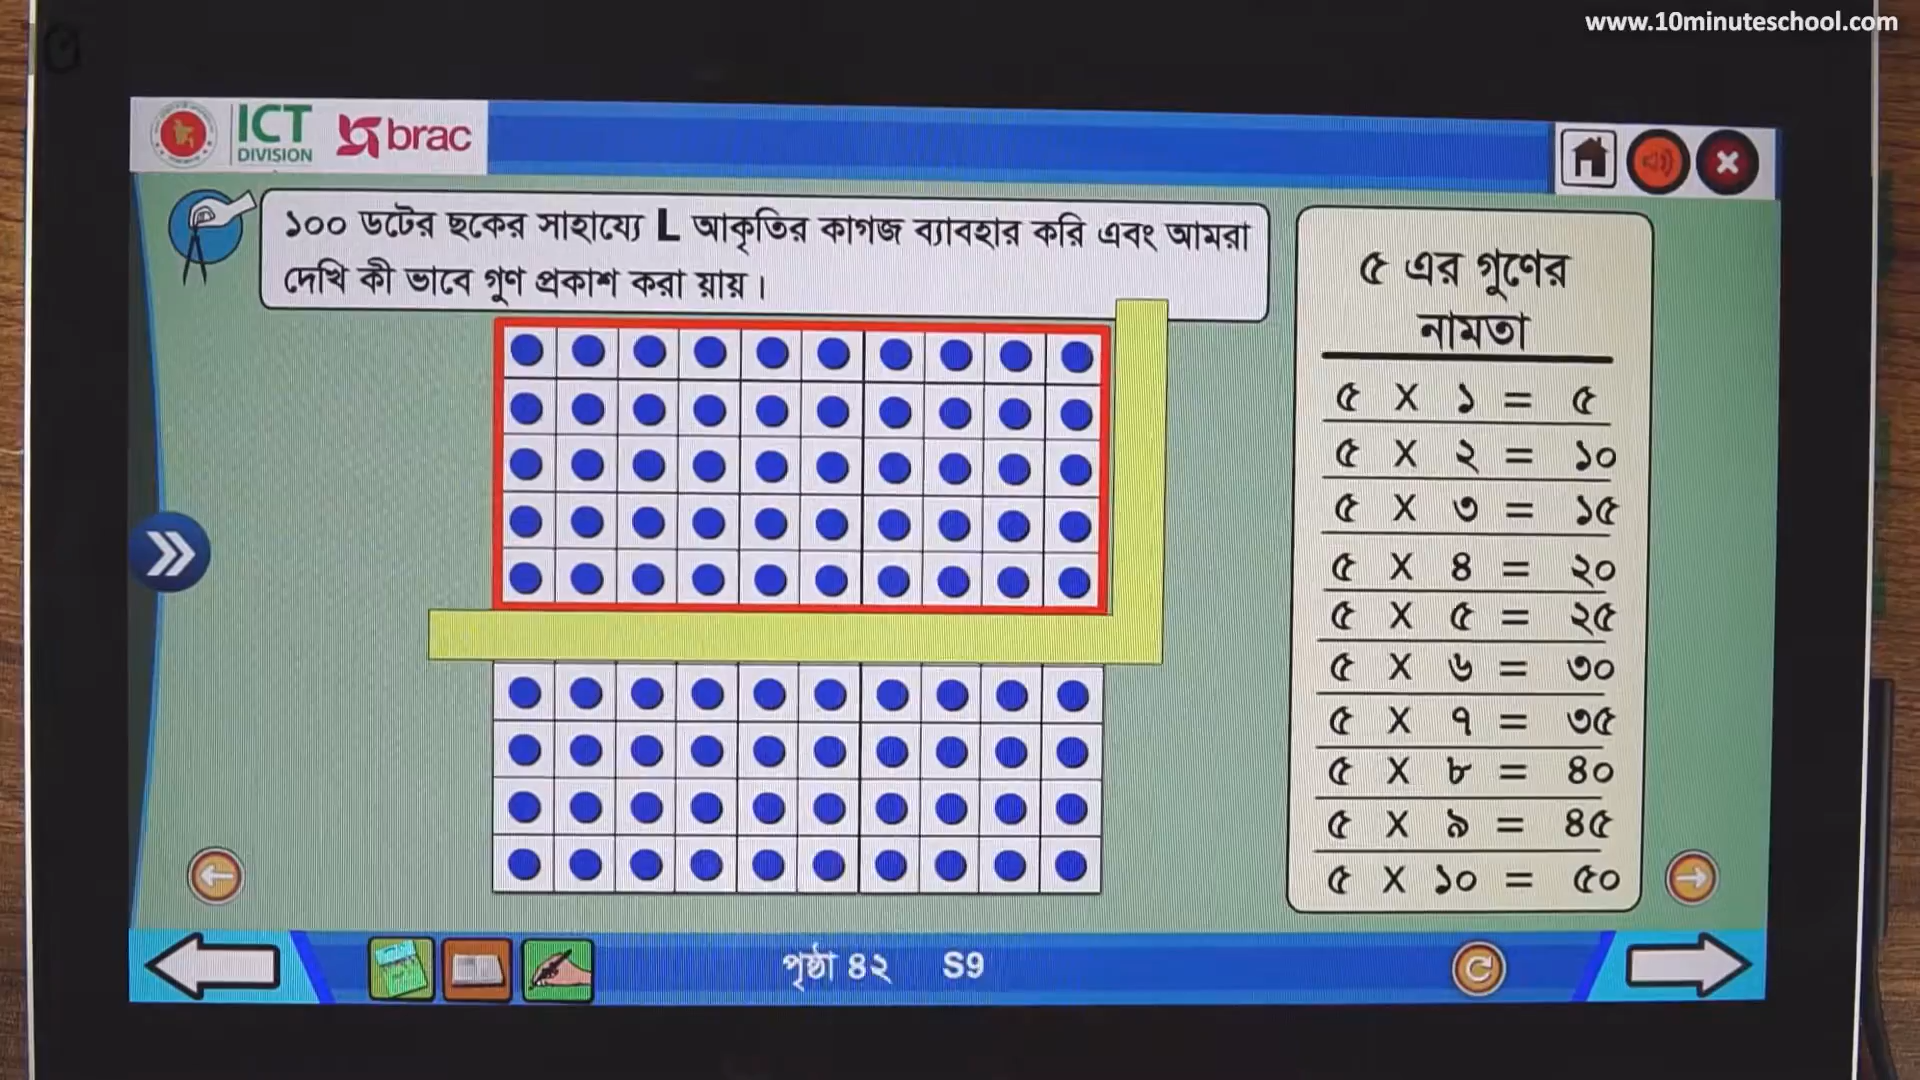 www.10minuteschool.com
ICT
DIVISION
brac
১০০ ডটের ছকের সাহায্যে L আকৃতির কাগজ ব্যাবহার করি এবং আমরা
দেখি কী ভাবে গুণ প্রকাশ করা য়ায়।
৫ এর গুণের
নামতা
৫ X ১ = ৫
৫ X ২ = ১০
৫ X ৩ = ১৫
৫ X ৪ = ২০
৫ X ৫ = ২৫
৫ X ৬ = ৩০
৫ X ৭ = ৩৫
৫ X ৮ = ৪০
৫ X ৯ = ৪৫
৫ X ১০ = ৫০
পৃষ্ঠা ৪২ S9